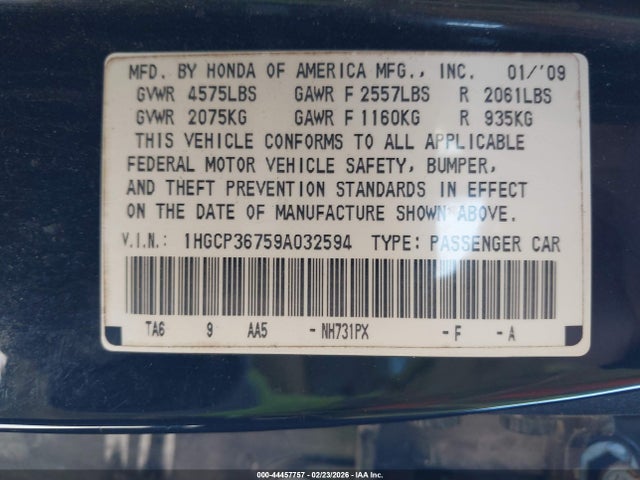 MFD. BY HONDA OF AMERICA MFG., INC. 01/'09
GVWR 4575LBS GAWR F 2557LBS R 2061LBS
GVWR 2075KG GAWR F 1160KG R 935KG
THIS VEHICLE CONFORMS TO ALL APPLICABLE
FEDERAL MOTOR VEHICLE SAFETY, BUMPER,
AND THEFT PREVENTION STANDARDS IN EFFECT
ON THE DATE OF MANUFACTURE SHOWN ABOVE.
V.I.N.: 1HGCP36759A032594 TYPE: PASSENGER CAR
TA6 9 AA5 -NH731PX -F -A
000-44457757 - 02/23/2026 - IAA Inc.